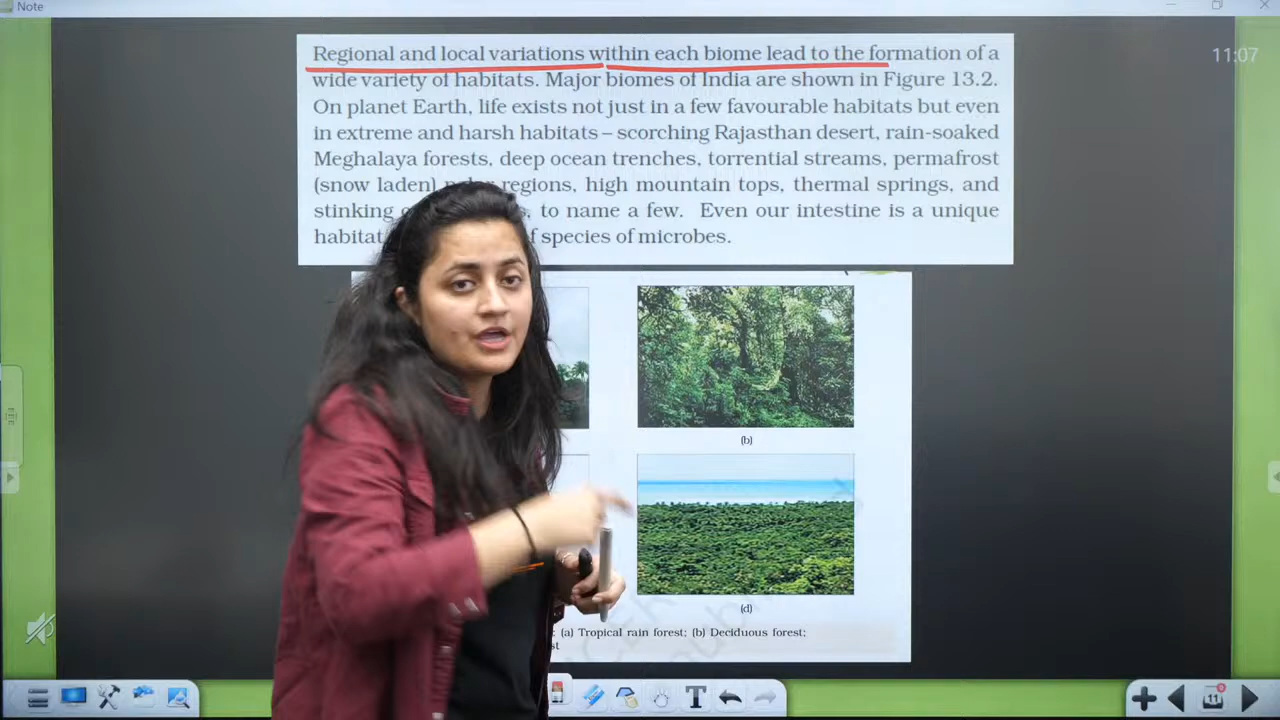 Note
11:07
Regional and local variations within each biome lead to the formation of a
wide variety of habitats. Major biomes of India are shown in Figure 13.2.
On planet Earth, life exists not just in a few favourable habitats but even
in extreme and harsh habitats – scorching Rajasthan desert, rain-soaked
Meghalaya forests, deep ocean trenches, torrential streams, permafrost
(snow laden) regions, high mountain tops, thermal springs, and
stinking to name a few. Even our intestine is a unique
habitat of species of microbes.
(b)
(d)
: (a) Tropical rain forest; (b) Deciduous forest;
T
11